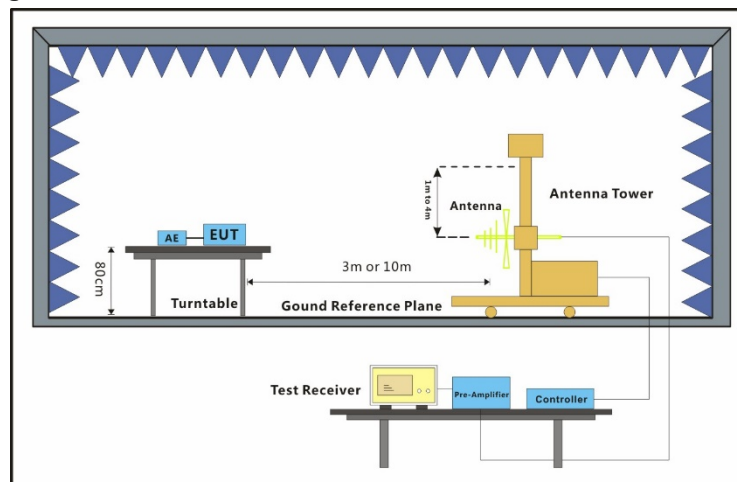 1m to 4m
Antenna
Antenna Tower
AE
EUT
3m or 10m
80cm
Turntable
Gound Reference Plane
Test Receiver
Pre-Amplifier
Controller